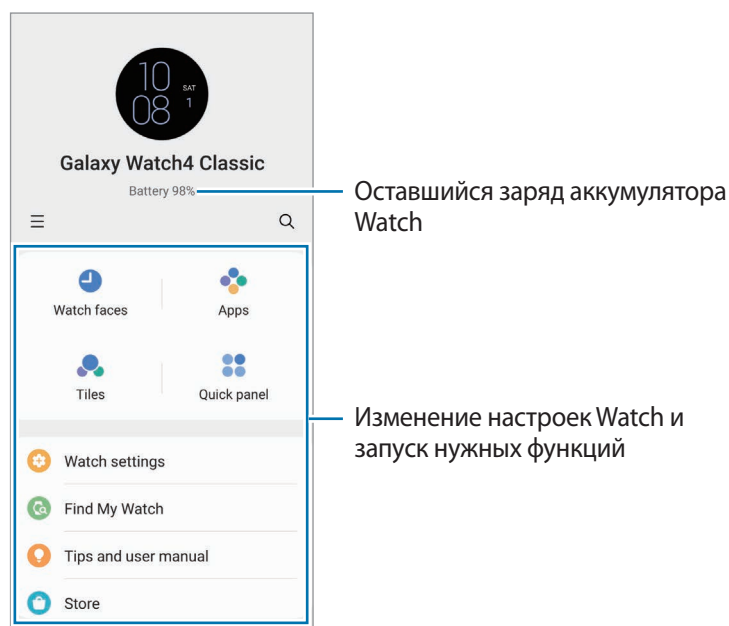 10
08
SAT
1
Galaxy Watch4 Classic
Battery 98%
Оставшийся заряд аккумулятора
Watch
Watch faces
Apps
Tiles
Quick panel
Изменение настроек Watch и
запуск нужных функций
Watch settings
Find My Watch
Tips and user manual
Store